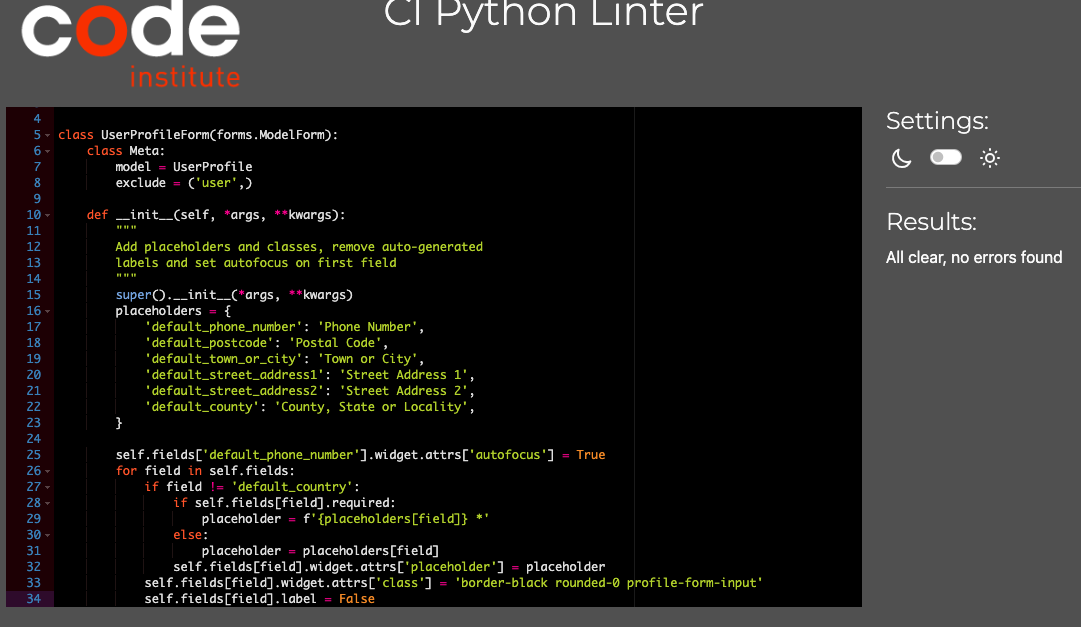 code
institute
CI Python Linter
4
5 class UserProfileForm(forms.ModelForm):
6 class Meta:
7 model = UserProfile
8 exclude = ('user',)
9
10 def __init__(self, *args, **kwargs):
11 """
12 Add placeholders and classes, remove auto-generated
13 labels and set autofocus on first field
14 """
15 super().__init__(*args, **kwargs)
16 placeholders = {
17 'default_phone_number': 'Phone Number',
18 'default_postcode': 'Postal Code',
19 'default_town_or_city': 'Town or City',
20 'default_street_address1': 'Street Address 1',
21 'default_street_address2': 'Street Address 2',
22 'default_county': 'County, State or Locality',
23 }
24
25 self.fields['default_phone_number'].widget.attrs['autofocus'] = True
26 for field in self.fields:
27 if field != 'default_country':
28 if self.fields[field].required:
29 placeholder = f'{placeholders[field]} *'
30 else:
31 placeholder = placeholders[field]
32 self.fields[field].widget.attrs['placeholder'] = placeholder
33 self.fields[field].widget.attrs['class'] = 'border-black rounded-0 profile-form-input'
34 self.fields[field].label = False
Settings:
Results:
All clear, no errors found